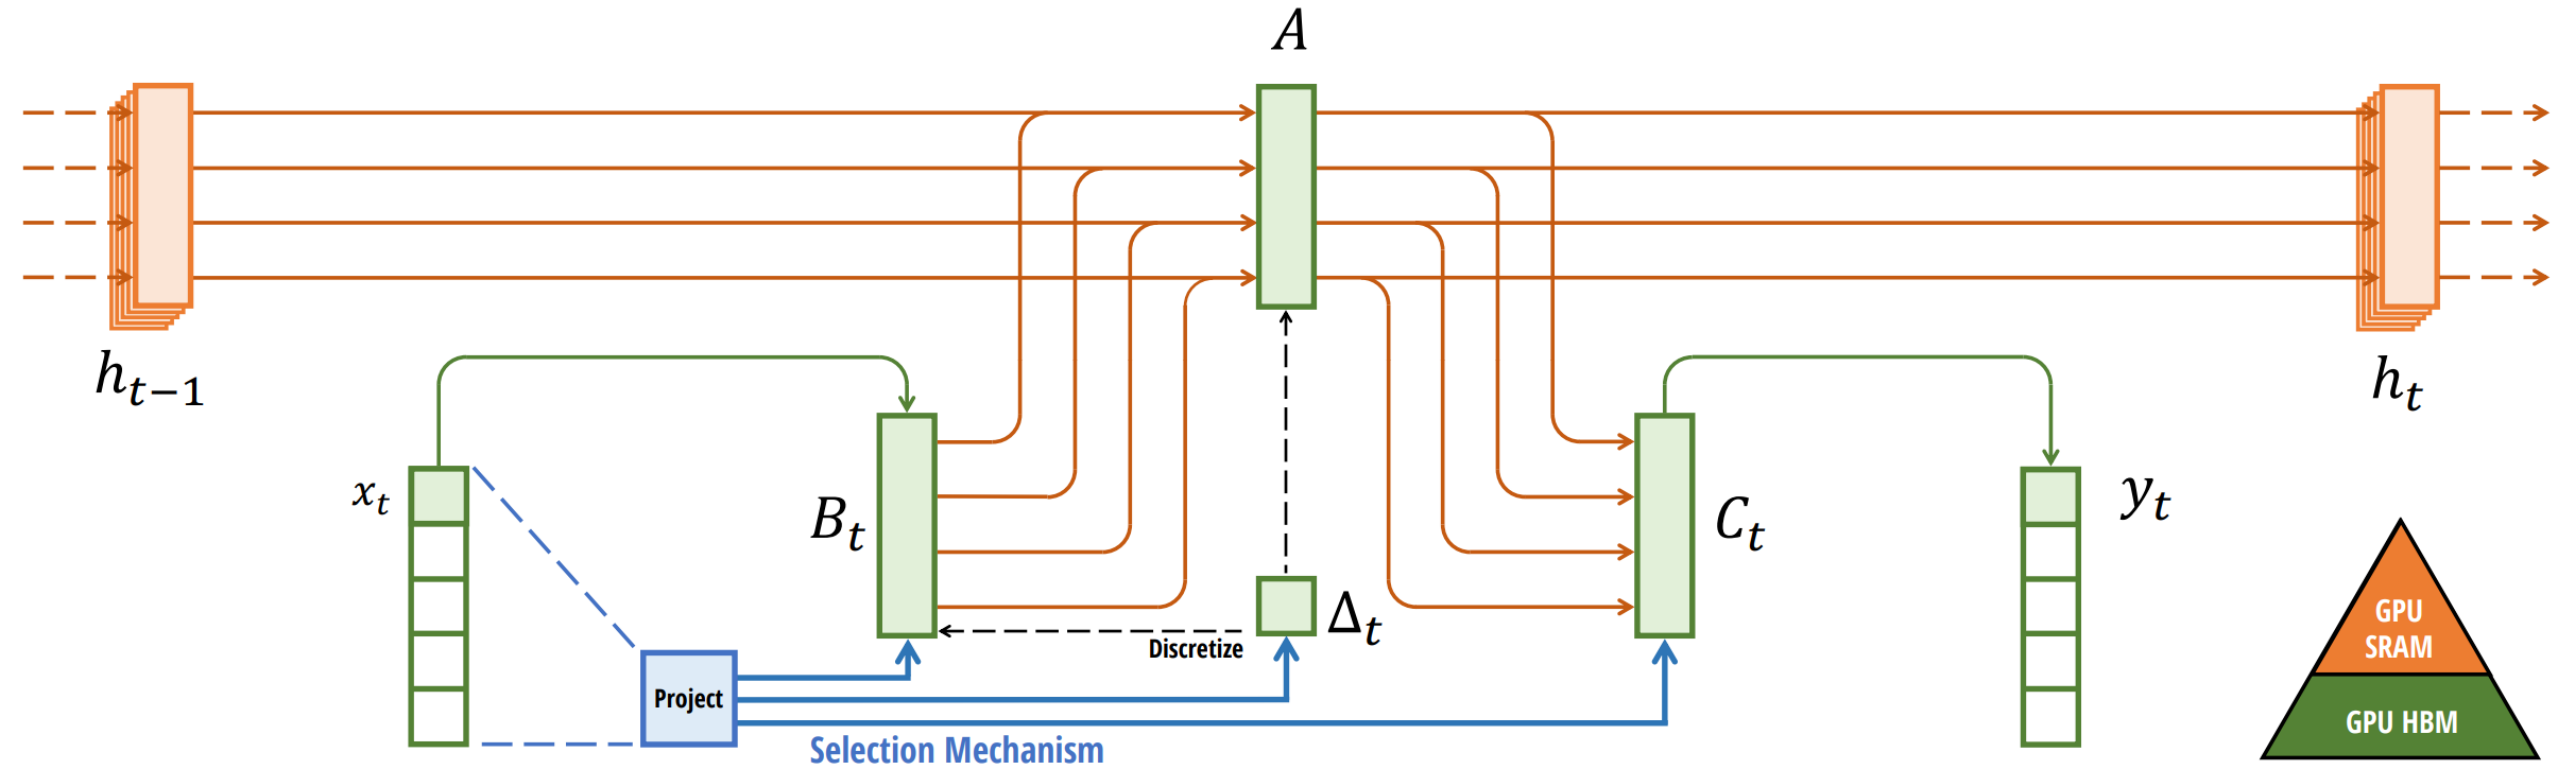 A
h_{t-1}
h_t
x_t
B_t
Δ_t
C_t
y_t
Discretize
Project
Selection Mechanism
GPU
SRAM
GPU HBM